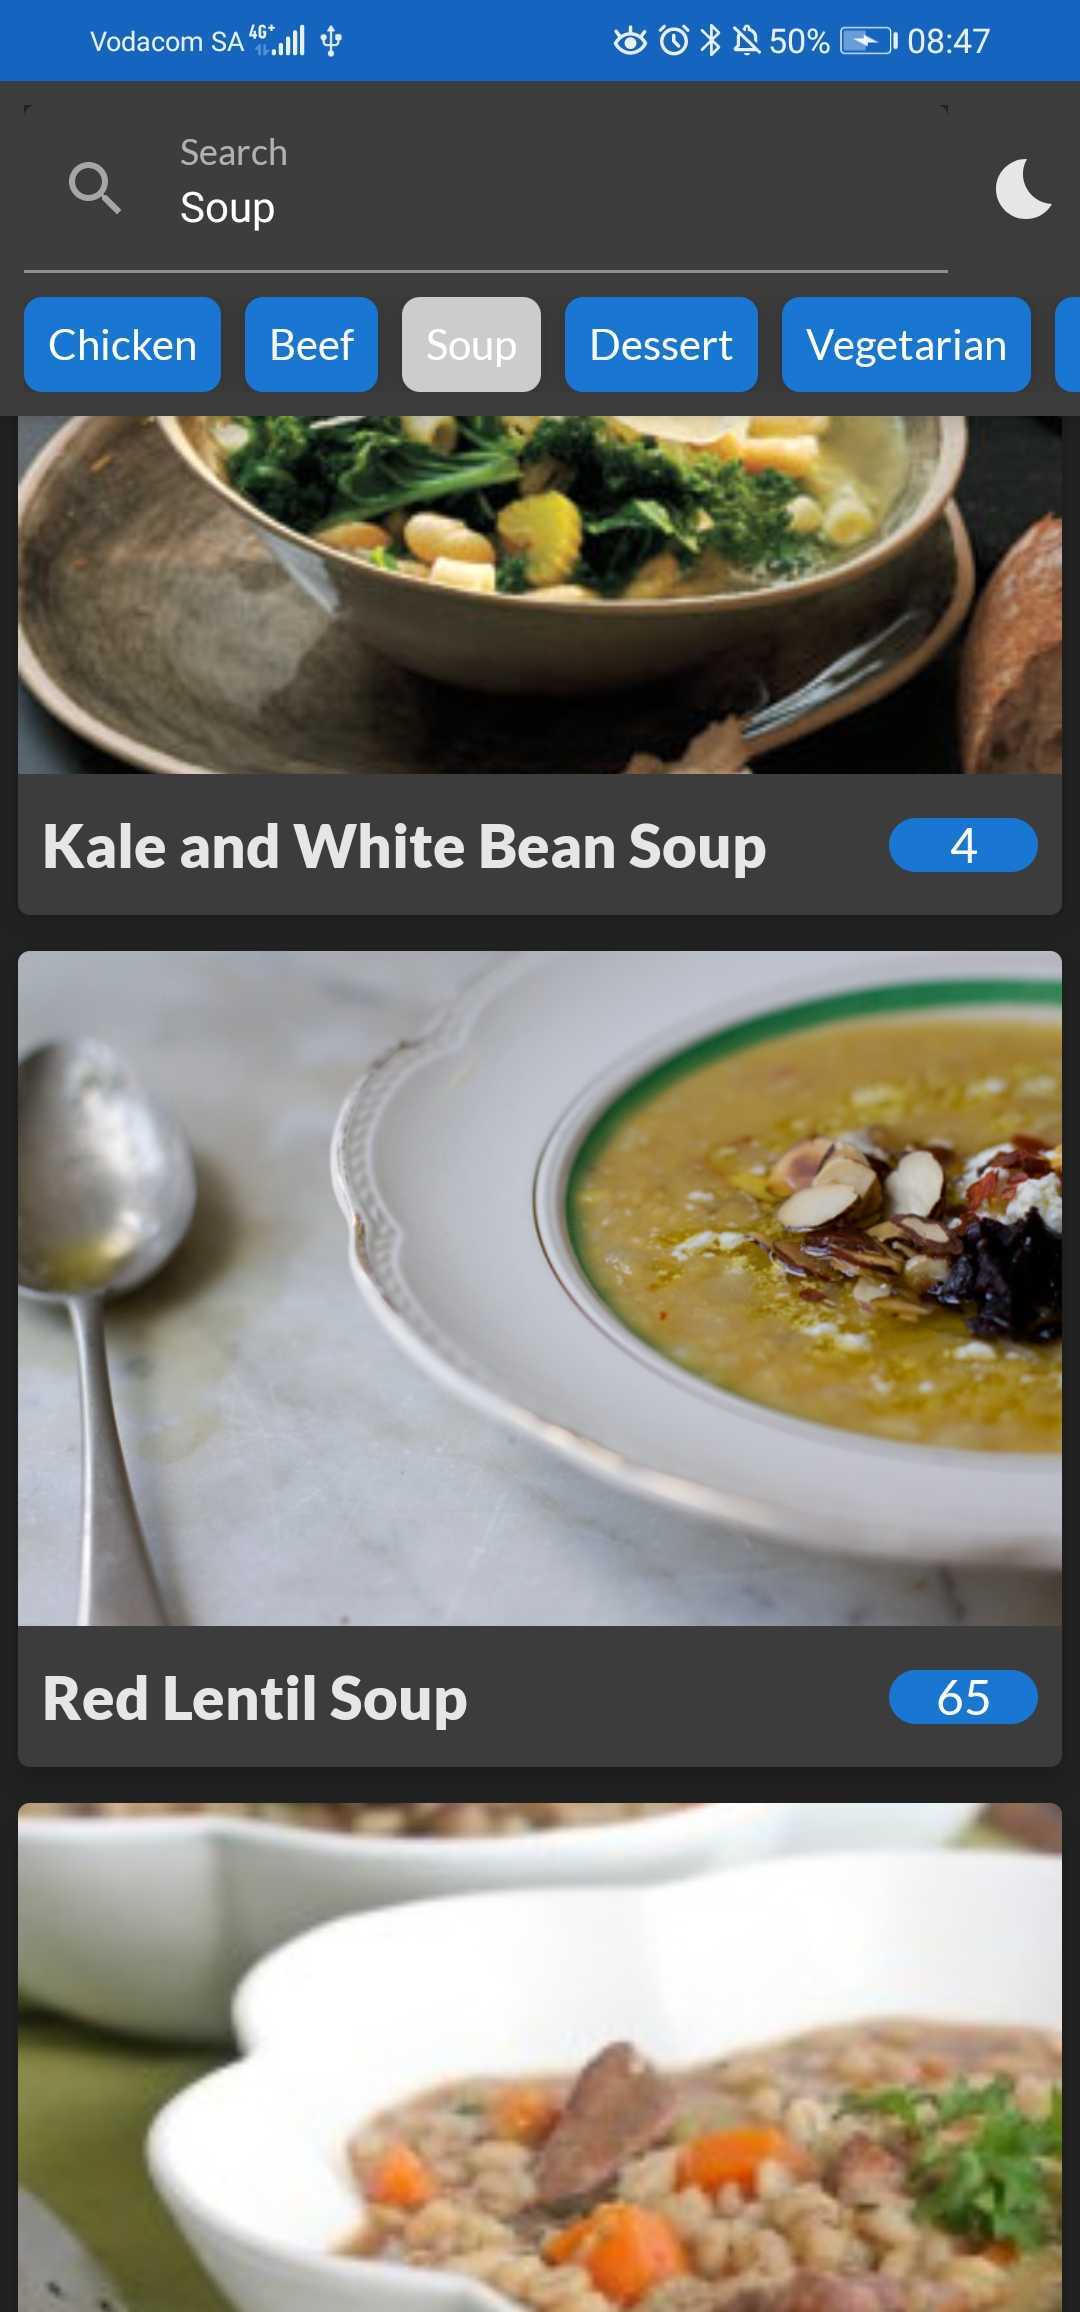 Vodacom SA 4G+ 50% 08:47
Search
Soup
Chicken Beef Soup Dessert Vegetarian
Kale and White Bean Soup 4
Red Lentil Soup 65